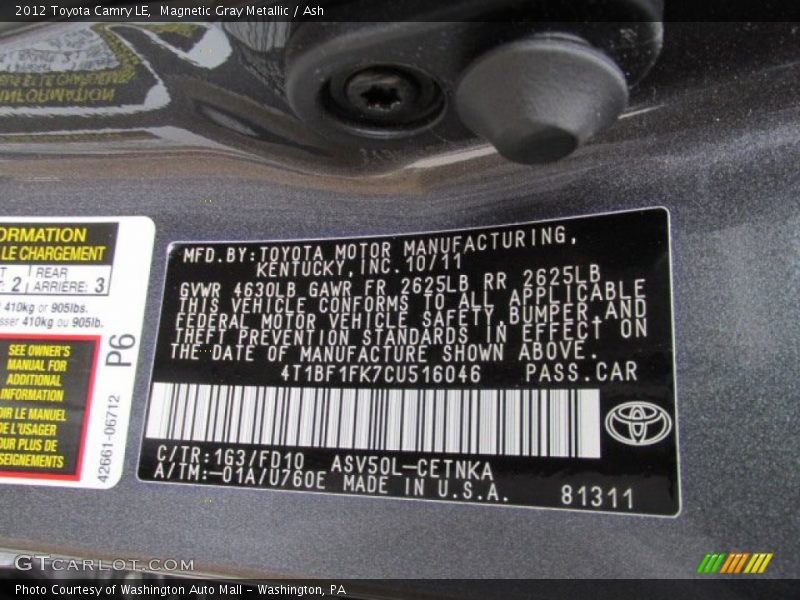 2012 Toyota Camry LE, Magnetic Gray Metallic / Ash
ORMATION
LE CHARGEMENT
2
REAR
ARRIÈRE: 3
410kg or 905lbs.
sser 410kg ou 905lb.
P6
SEE OWNER'S
MANUAL FOR
ADDITIONAL
INFORMATION
OIR LE MANUEL
DE L'USAGER
OUR PLUS DE
SEIGNEMENTS
42661-06712
MFD.BY:TOYOTA MOTOR MANUFACTURING,
KENTUCKY,INC.10/11
GVWR 4630LB GAWR FR 2625LB RR 2625LB
THIS VEHICLE CONFORMS TO ALL APPLICABLE
FEDERAL MOTOR VEHICLE SAFETY,BUMPER,AND
THEFT PREVENTION STANDARDS IN EFFECT ON
THE DATE OF MANUFACTURE SHOWN ABOVE.
4T1BF1FK7CU516046 PASS.CAR
C/TR:1G3/FD10 ASV50L-CETNKA
A/TM:-01A/U760E MADE IN U.S.A.
81311
GTCARLOT.COM
Photo Courtesy of Washington Auto Mall - Washington, PA